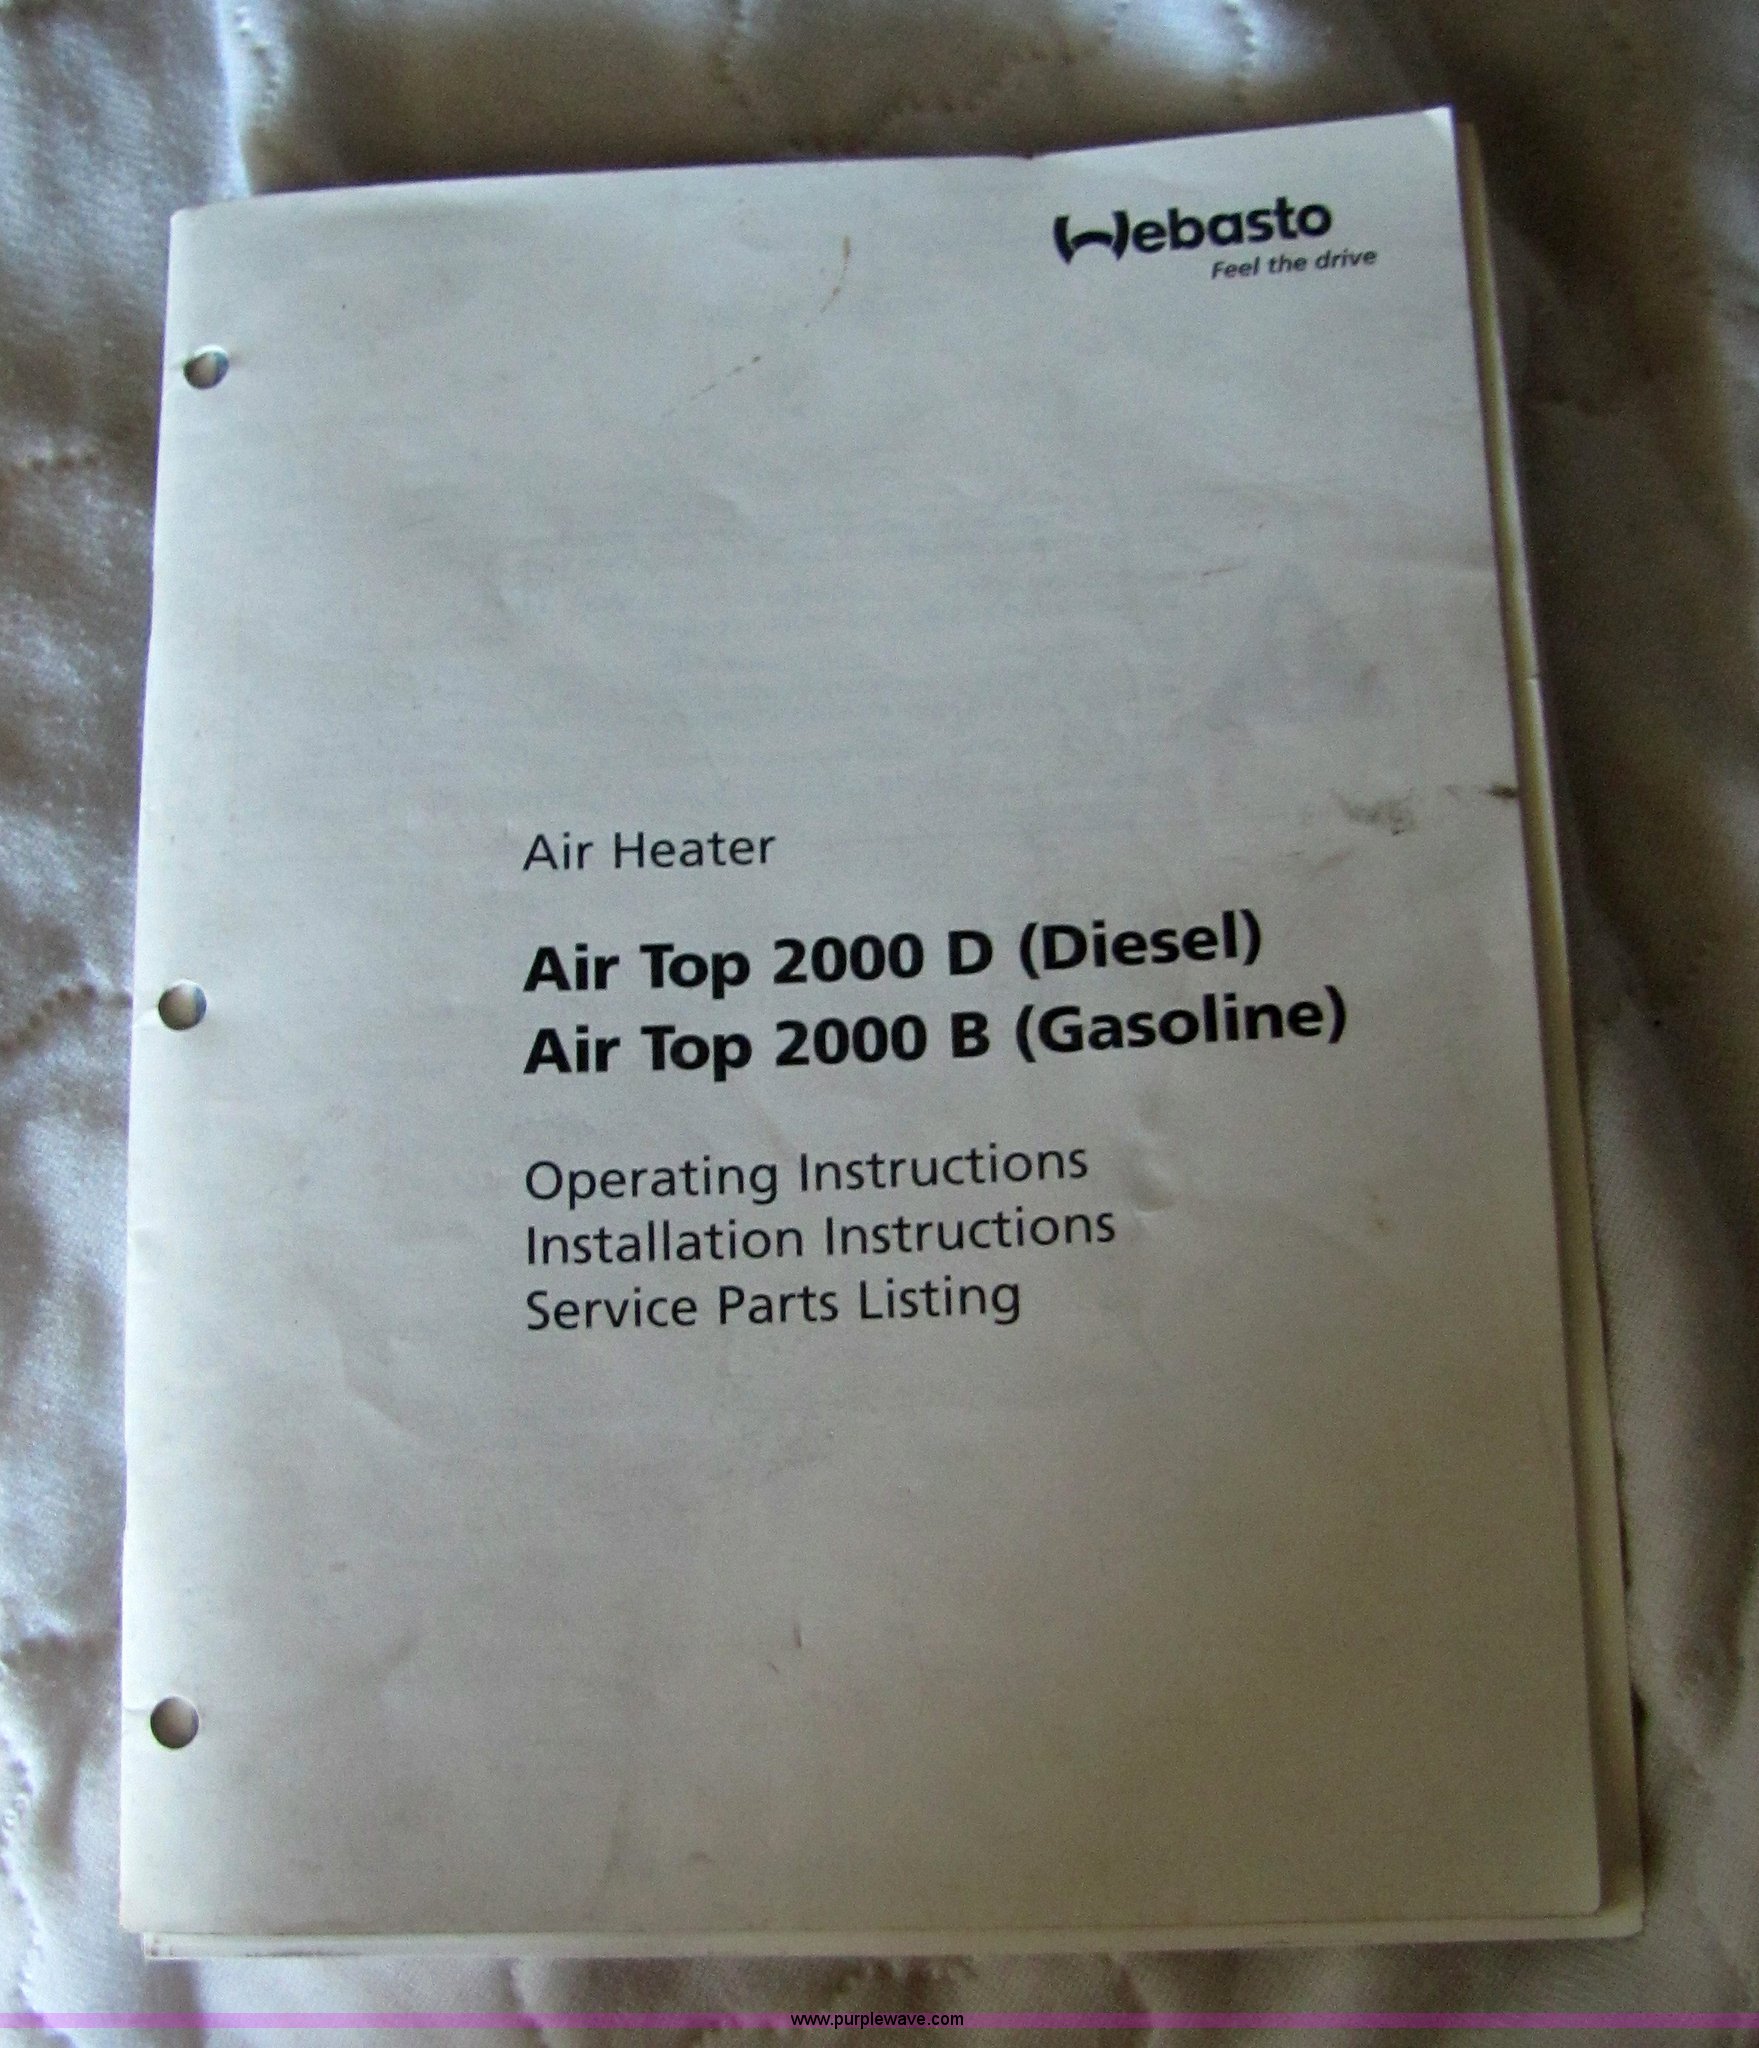 Webasto
Feel the drive
Air Heater
Air Top 2000 D (Diesel)
Air Top 2000 B (Gasoline)
Operating Instructions
Installation Instructions
Service Parts Listing
www.purplewave.com